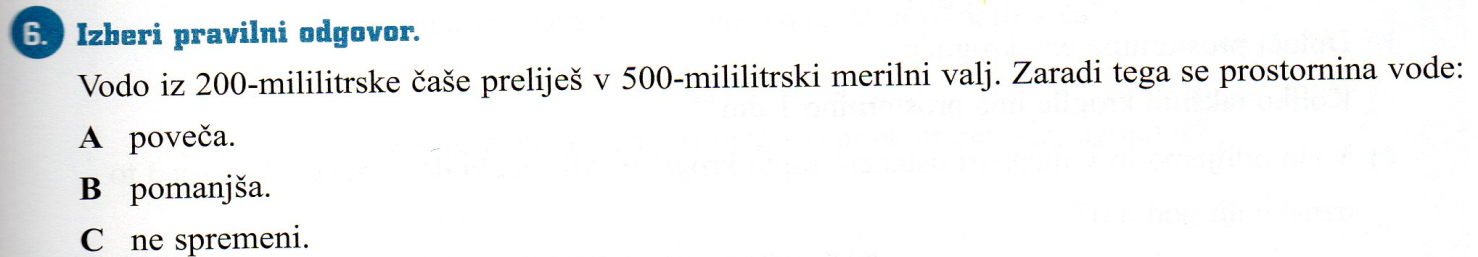 6. Izberi pravilni odgovor.
Vodo iz 200-mililitrske čaše preliješ v 500-mililitrski merilni valj. Zaradi tega se prostornina vode:
A poveča.
B pomanjša.
C ne spremeni.